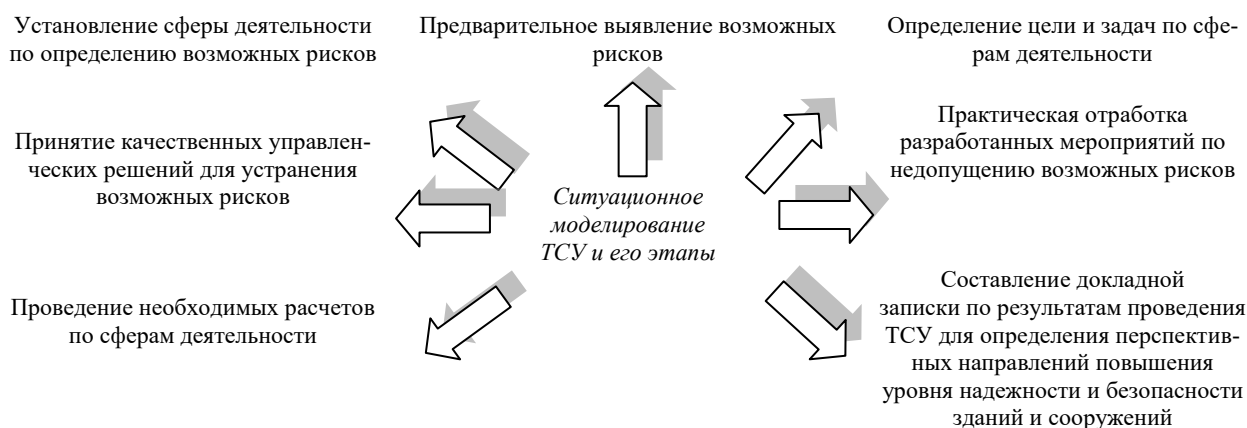 Установление сферы деятельности
по определению возможных рисков
Предварительное выявление возможных
рисков
Определение цели и задач по сфе-
рам деятельности
Принятие качественных управлен-
ческих решений для устранения
возможных рисков
Практическая отработка
разработанных мероприятий по
недопущению возможных рисков
Ситуационное
моделирование
ТСУ и его этапы
Проведение необходимых расчетов
по сферам деятельности
Составление докладной
записки по результатам проведения
ТСУ для определения перспектив-
ных направлений повышения
уровня надежности и безопасности
зданий и сооружений